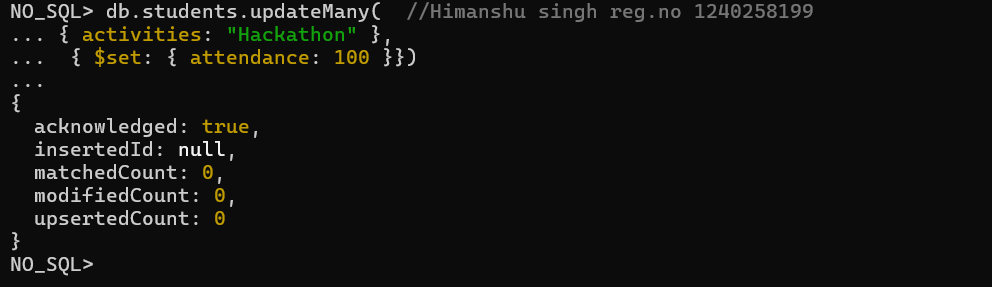 NO_SQL> db.students.updateMany(  //Himanshu singh reg.no 1240258199
... { activities: "Hackathon" },
...  { $set: { attendance: 100 }})
...
{
  acknowledged: true,
  insertedId: null,
  matchedCount: 0,
  modifiedCount: 0,
  upsertedCount: 0
}
NO_SQL>